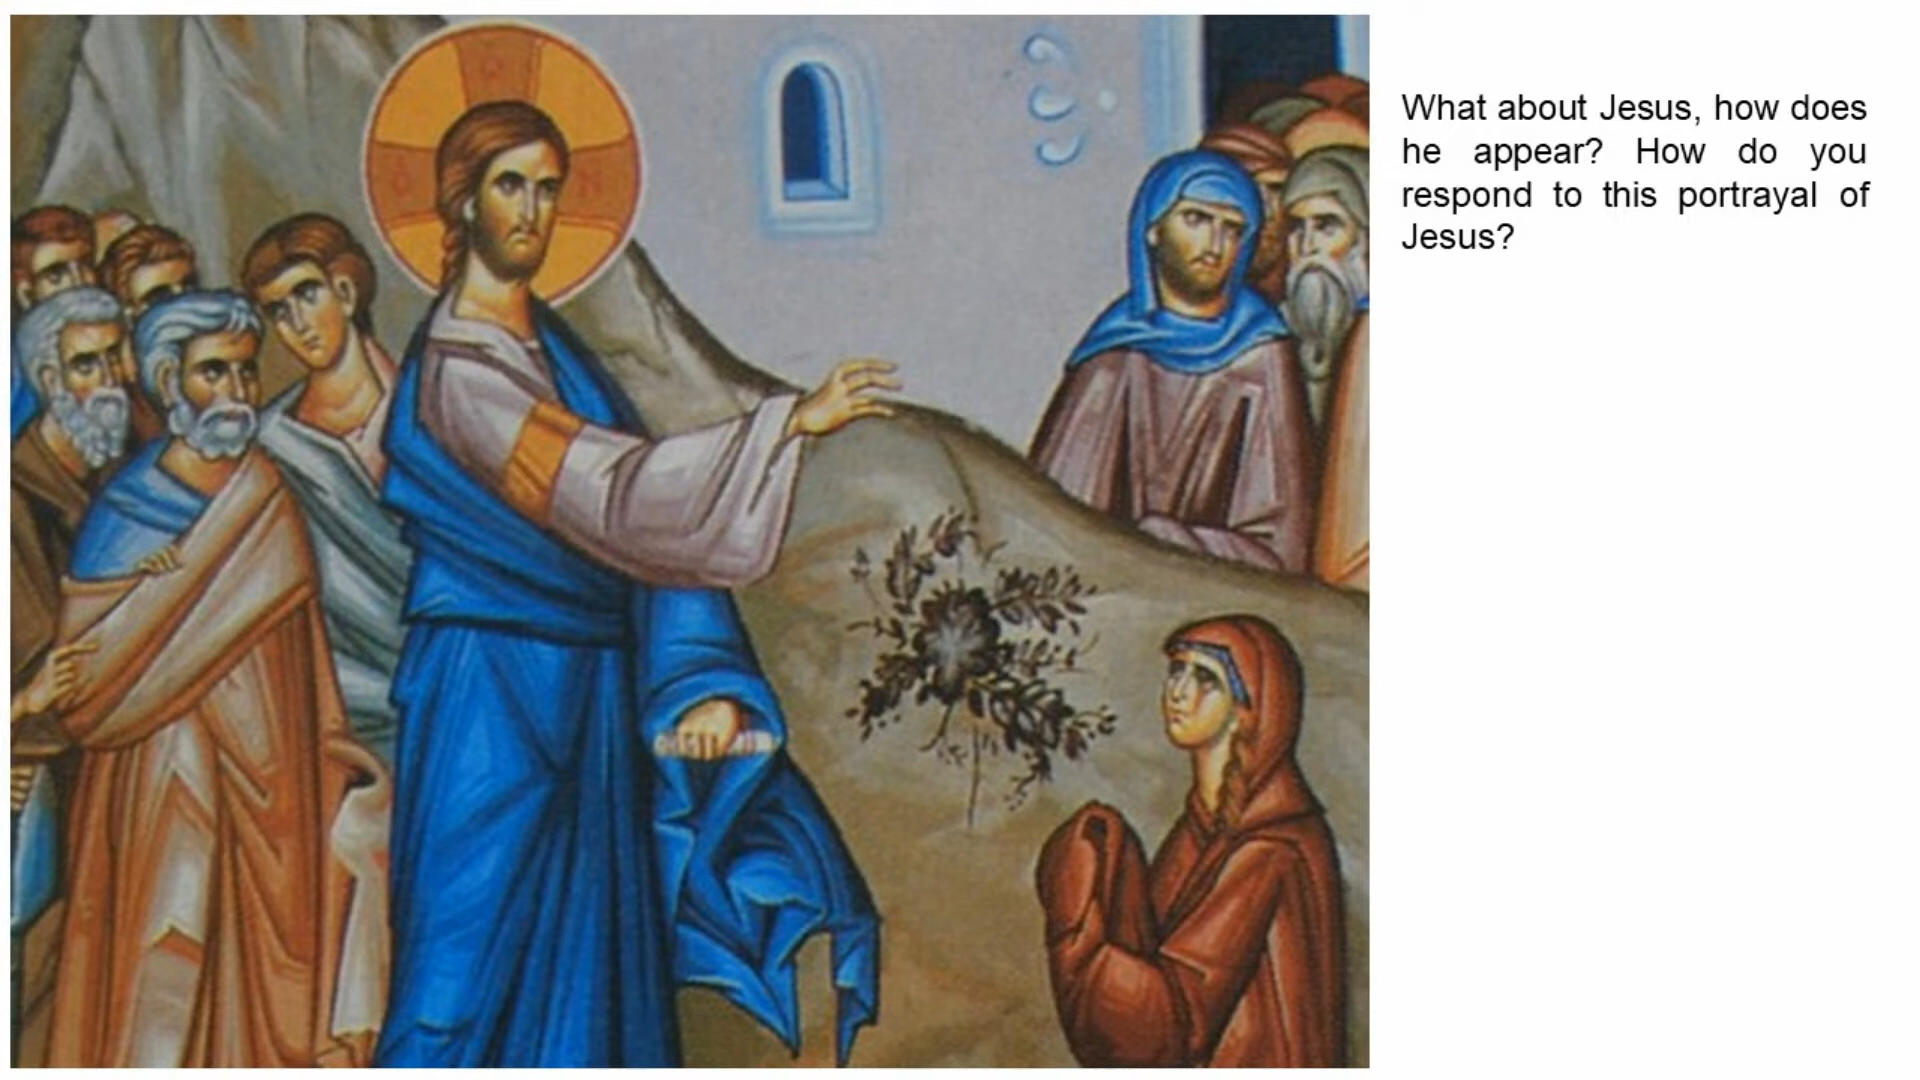 What about Jesus, how does
he appear? How do you
respond to this portrayal of
Jesus?